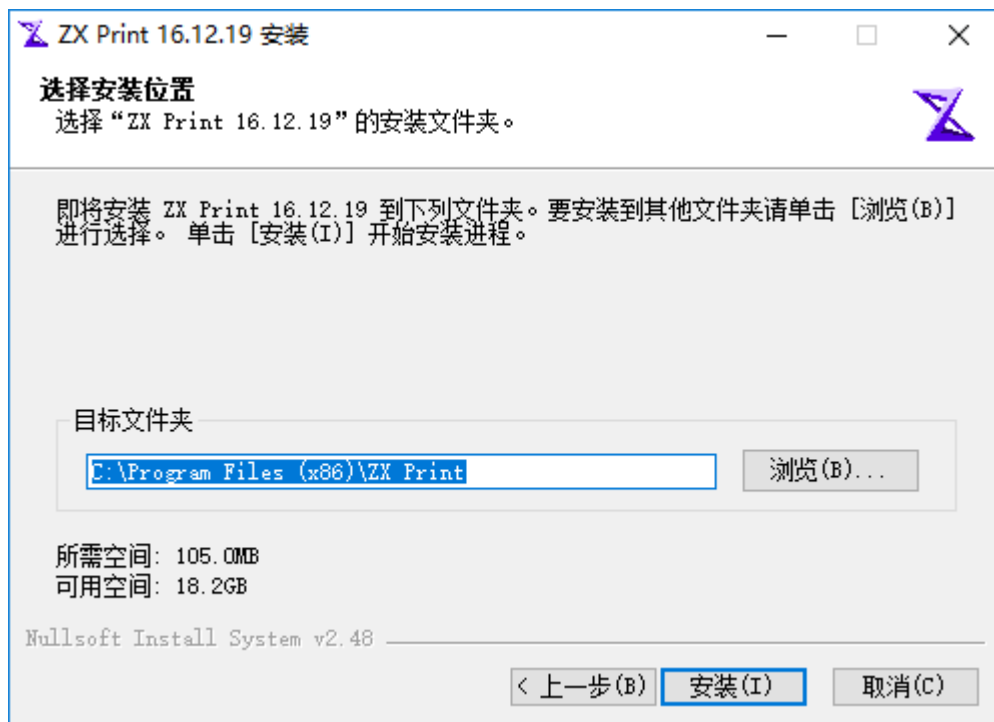 ZX Print 16.12.19 安装
选择安装位置
选择“ZX Print 16.12.19”的安装文件夹。
即将安装 ZX Print 16.12.19 到下列文件夹。要安装到其他文件夹请单击 [浏览(B)]
进行选择。 单击 [安装(I)] 开始安装进程。
目标文件夹
C:\Program Files (x86)\ZX Print
浏览(B)...
所需空间: 105.0MB
可用空间: 18.2GB
Nullsoft Install System v2.48
< 上一步(B) 安装(I) 取消(C)